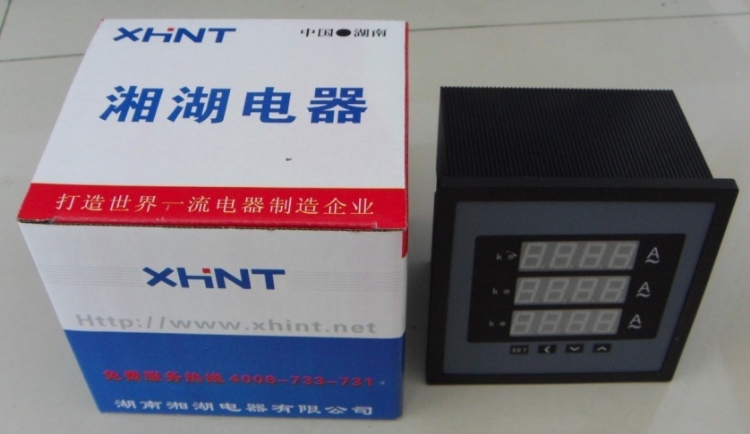 XHNT 中国●湖南
湘湖电器
打造世界一流电器制造企业
XHNT
Http://www.xhint.net
免费服务热线 4006-733-731
湖南湘湖电器有限公司
A
A
A
SET